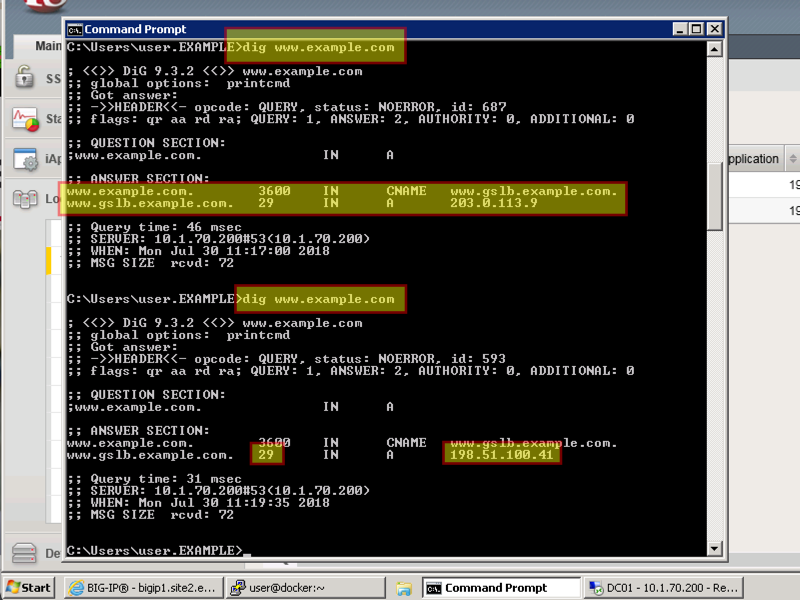 Command Prompt
Main
C:\Users\user.EXAMPLE>dig www.example.com
; <<>> DiG 9.3.2 <<>> www.example.com
;; global options:  printcmd
;; Got answer:
;; ->>HEADER<<- opcode: QUERY, status: NOERROR, id: 687
;; flags: qr aa rd ra; QUERY: 1, ANSWER: 2, AUTHORITY: 0, ADDITIONAL: 0
;; QUESTION SECTION:
;www.example.com. IN A
;; ANSWER SECTION:
www.example.com. 3600 IN CNAME www.gslb.example.com.
www.gslb.example.com. 29 IN A 203.0.113.9
;; Query time: 46 msec
;; SERVER: 10.1.70.200#53(10.1.70.200)
;; WHEN: Mon Jul 30 11:17:00 2018
;; MSG SIZE  rcvd: 72
C:\Users\user.EXAMPLE>dig www.example.com
; <<>> DiG 9.3.2 <<>> www.example.com
;; global options:  printcmd
;; Got answer:
;; ->>HEADER<<- opcode: QUERY, status: NOERROR, id: 593
;; flags: qr aa rd ra; QUERY: 1, ANSWER: 2, AUTHORITY: 0, ADDITIONAL: 0
;; QUESTION SECTION:
;www.example.com. IN A
;; ANSWER SECTION:
www.example.com. 3600 IN CNAME www.gslb.example.com.
www.gslb.example.com. 29 IN A 198.51.100.41
;; Query time: 31 msec
;; SERVER: 10.1.70.200#53(10.1.70.200)
;; WHEN: Mon Jul 30 11:19:35 2018
;; MSG SIZE  rcvd: 72
C:\Users\user.EXAMPLE>_
SS
Sta
iAp
Lo
De
pplication
19
19
Start
BIG-IP® - bigip1.site2.e...
user@docker:~
Command Prompt
DC01 - 10.1.70.200 - Re...